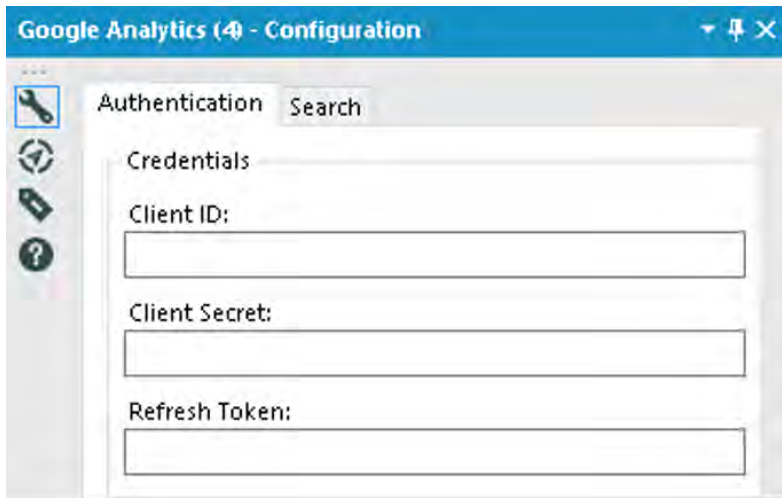 Google Analytics (4) - Configuration
Authentication Search
Credentials
Client ID:
Client Secret:
Refresh Token: